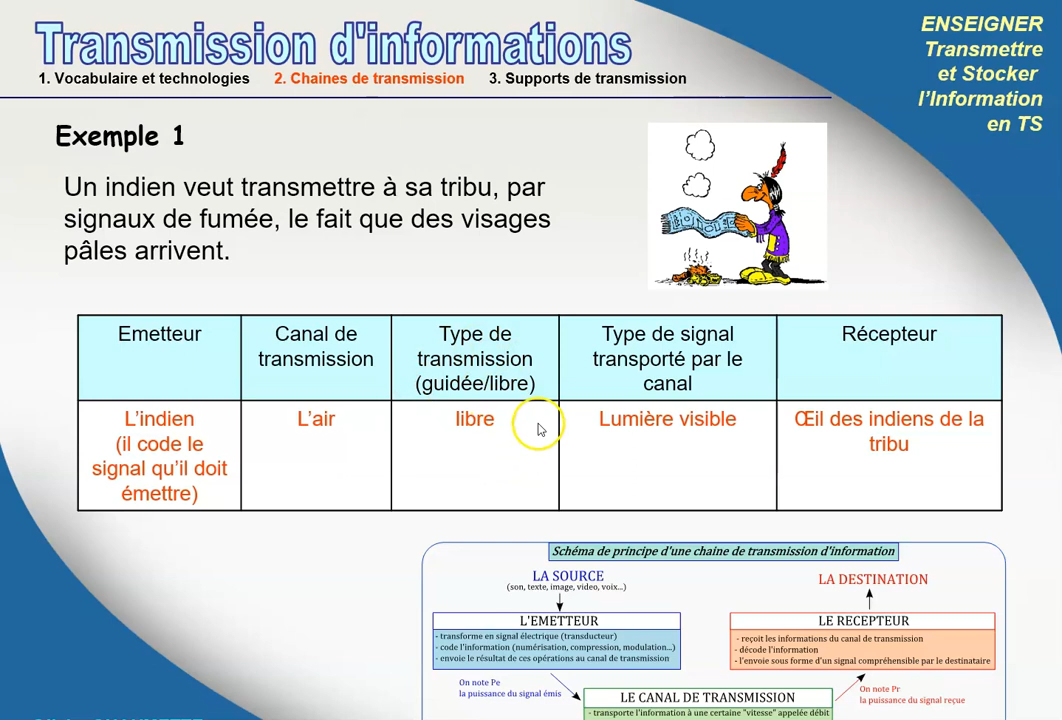 Transmission d'informations
1. Vocabulaire et technologies 2. Chaines de transmission 3. Supports de transmission
ENSEIGNER
Transmettre
et Stocker
l'Information
en TS
Exemple 1
Un indien veut transmettre à sa tribu, par
signaux de fumée, le fait que des visages
pâles arrivent.
Emetteur
Canal de
transmission
Type de
transmission
(guidée/libre)
Type de signal
transporté par le
canal
Récepteur
L'indien
(il code le
signal qu'il doit
émettre)
L'air
libre
Lumière visible
Œil des indiens de la
tribu
Schéma de principe d'une chaine de transmission d'information
LA SOURCE
(son, texte, image, video, voix...)
LA DESTINATION
L'EMETTEUR
- transforme en signal électrique (transducteur)
- code l'information (numérisation, compression, modulation...)
- envoie le résultat de ces opérations au canal de transmission
LE RECEPTEUR
- reçoit les informations du canal de transmission
- décode l'information
- l'envoie sous forme d'un signal compréhensible par le destinataire
On note Pe
la puissance du signal émis
On note Pr
la puissance du signal reçue
LE CANAL DE TRANSMISSION
- transporte l'information à une certaine "vitesse" appelée débit